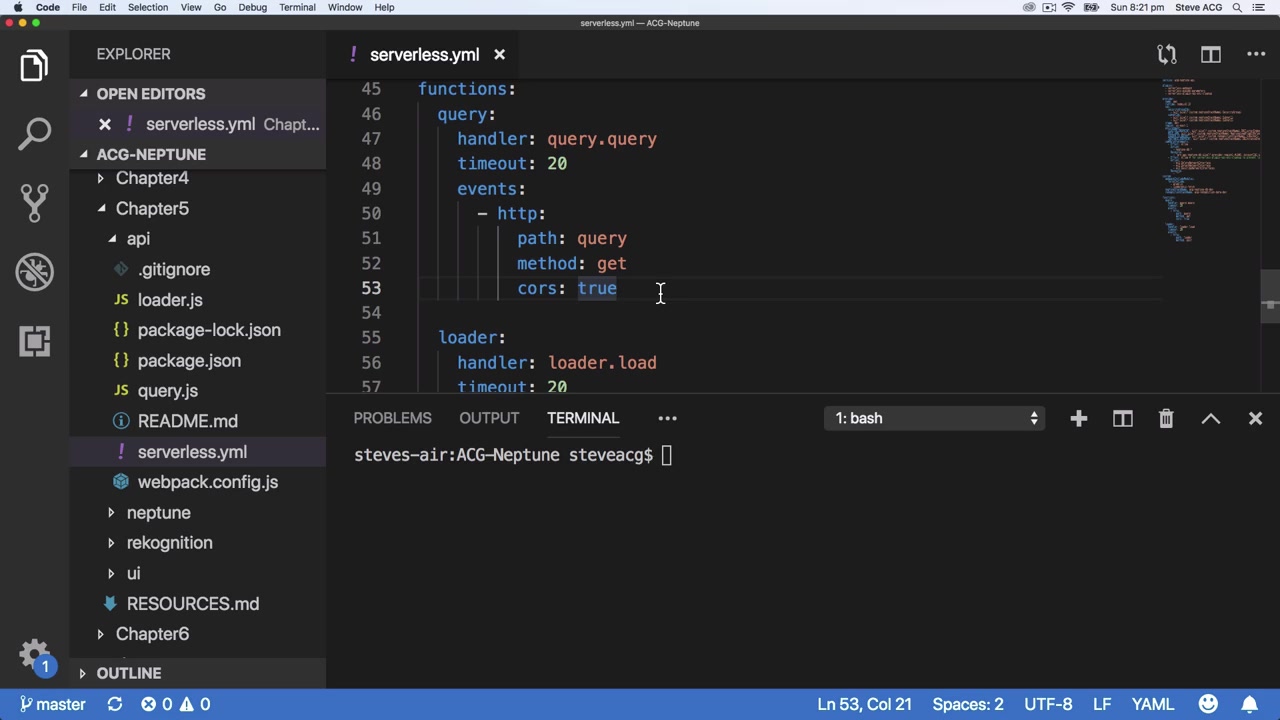 Code File Edit Selection View Go Debug Terminal Window Help Sun 8:21 pm Steve ACG
serverless.yml — ACG-Neptune
EXPLORER
OPEN EDITORS
serverless.yml Chapt...
ACG-NEPTUNE
Chapter4
Chapter5
api
.gitignore
JS loader.js
{} package-lock.json
{} package.json
JS query.js
README.md
! serverless.yml
webpack.config.js
neptune
rekognition
ui
RESOURCES.md
Chapter6
OUTLINE
! serverless.yml
45 functions:
46 query:
47 handler: query.query
48 timeout: 20
49 events:
50 - http:
51 path: query
52 method: get
53 cors: true
54
55 loader:
56 handler: loader.load
57 timeout: 20
PROBLEMS OUTPUT TERMINAL ... 1: bash
steves-air:ACG-Neptune steveacg$
1
master 0 0 Ln 53, Col 21 Spaces: 2 UTF-8 LF YAML